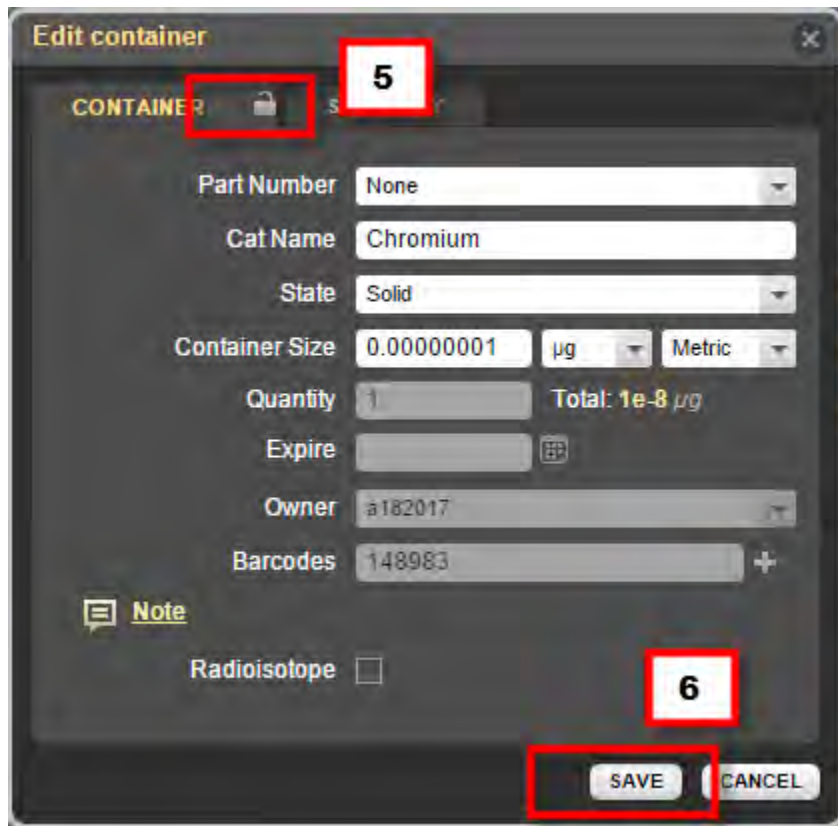 Edit container
5
CONTAINER
Part Number None
Cat Name Chromium
State Solid
Container Size 0.00000001 µg Metric
Quantity 1 Total: 1e-8 µg
Expire
Owner a182017
Barcodes 148983
Note
Radioisotope
6
SAVE CANCEL